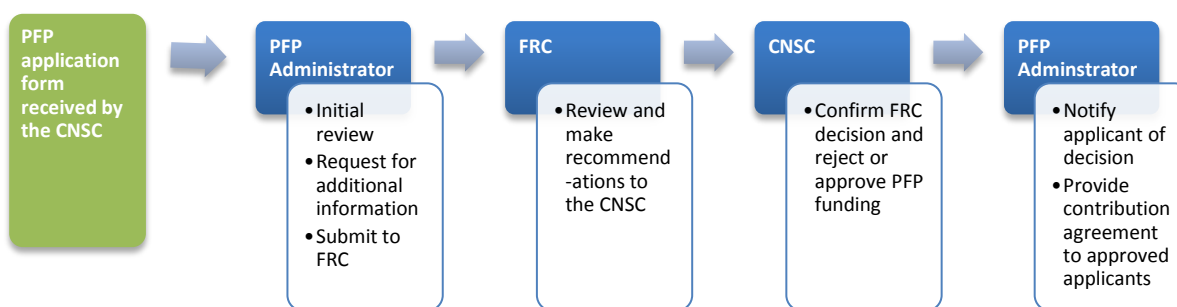 PFP
application
form
received by
the CNSC
PFP
Administrator
•Initial
review
•Request for
additional
information
•Submit to
FRC
FRC
•Review and
make
recommend
-ations to
the CNSC
CNSC
•Confirm FRC
decision and
reject or
approve PFP
funding
PFP
Adminstrator
•Notify
applicant of
decision
•Provide
contribution
agreement
to approved
applicants